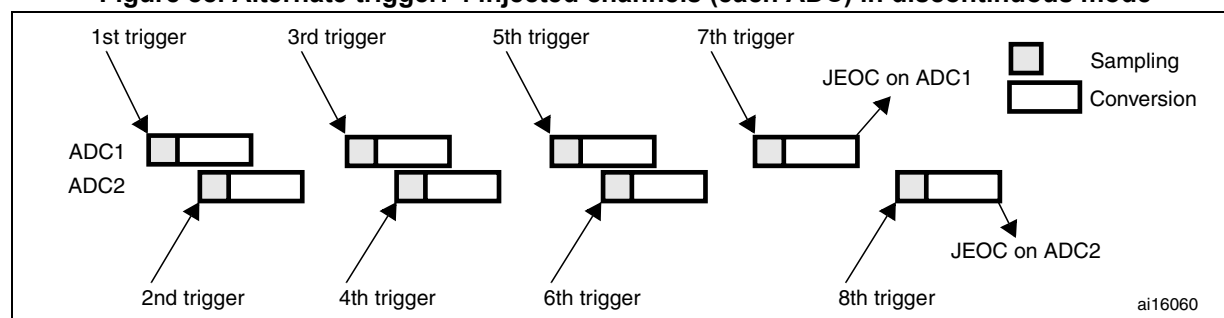 Figure 53. Alternate trigger: 4 injected channels (each ADC) in discontinuous mode
1st trigger
3rd trigger
5th trigger
7th trigger
JEOC on ADC1
Sampling
Conversion
ADC1
ADC2
JEOC on ADC2
2nd trigger
4th trigger
6th trigger
8th trigger
ai16060